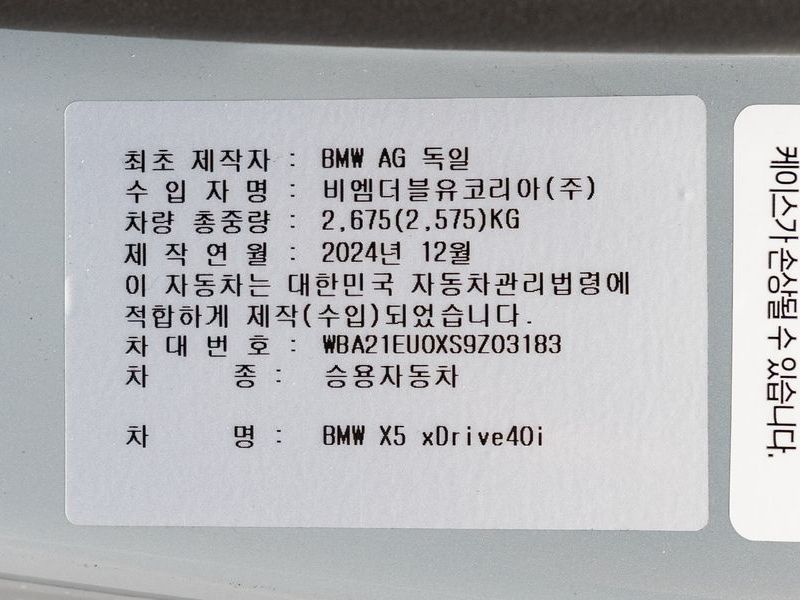 최초 제작자 : BMW AG 독일
수 입 자 명 : 비엠더블유코리아(주)
차량 총중량 : 2,675(2,575)KG
제 작 연 월 : 2024년 12월
이 자동차는 대한민국 자동차관리법령에
적합하게 제작(수입)되었습니다.
차 대 번 호 : WBA21EU0XS9Z03183
차 종 : 승용자동차
차 명 : BMW X5 xDrive40i
케이스가 손상될 수 있습니다.